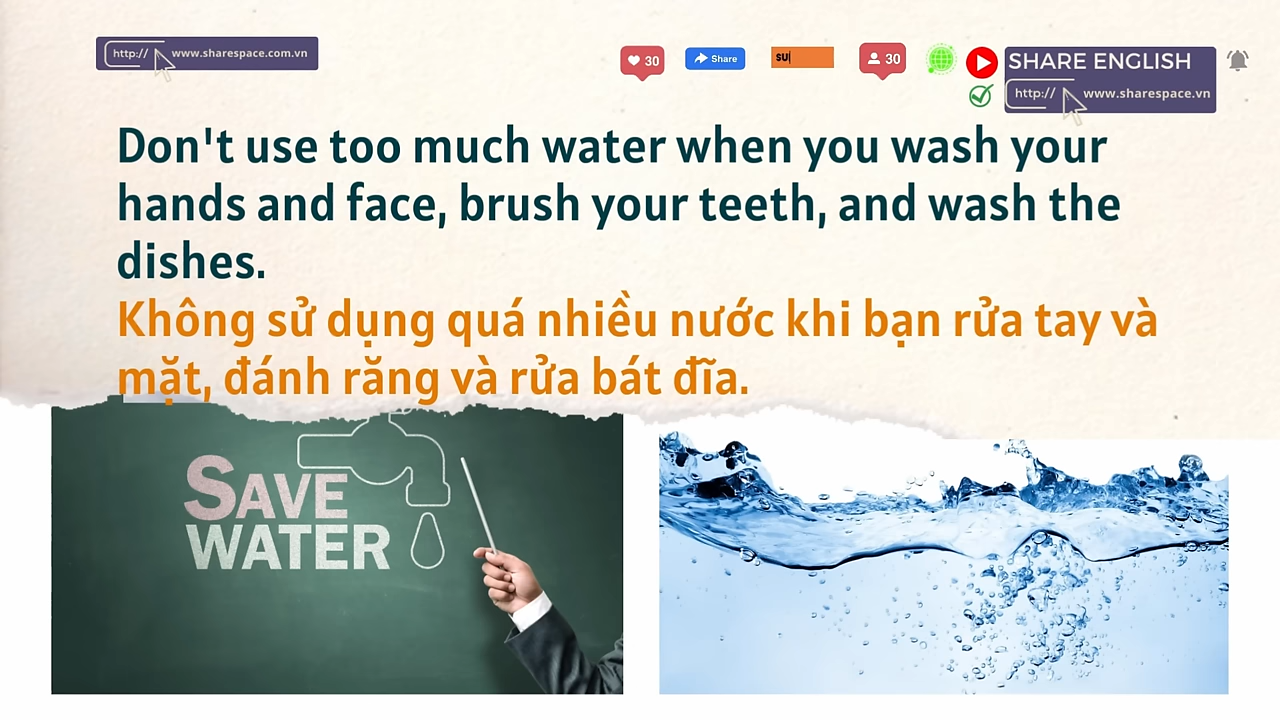 http:// www.sharespace.com.vn
30
Share
su
30
SHARE ENGLISH
http:// www.sharespace.vn
Don't use too much water when you wash your
hands and face, brush your teeth, and wash the
dishes.
Không sử dụng quá nhiều nước khi bạn rửa tay và
mặt, đánh răng và rửa bát đĩa.
SAVE
WATER